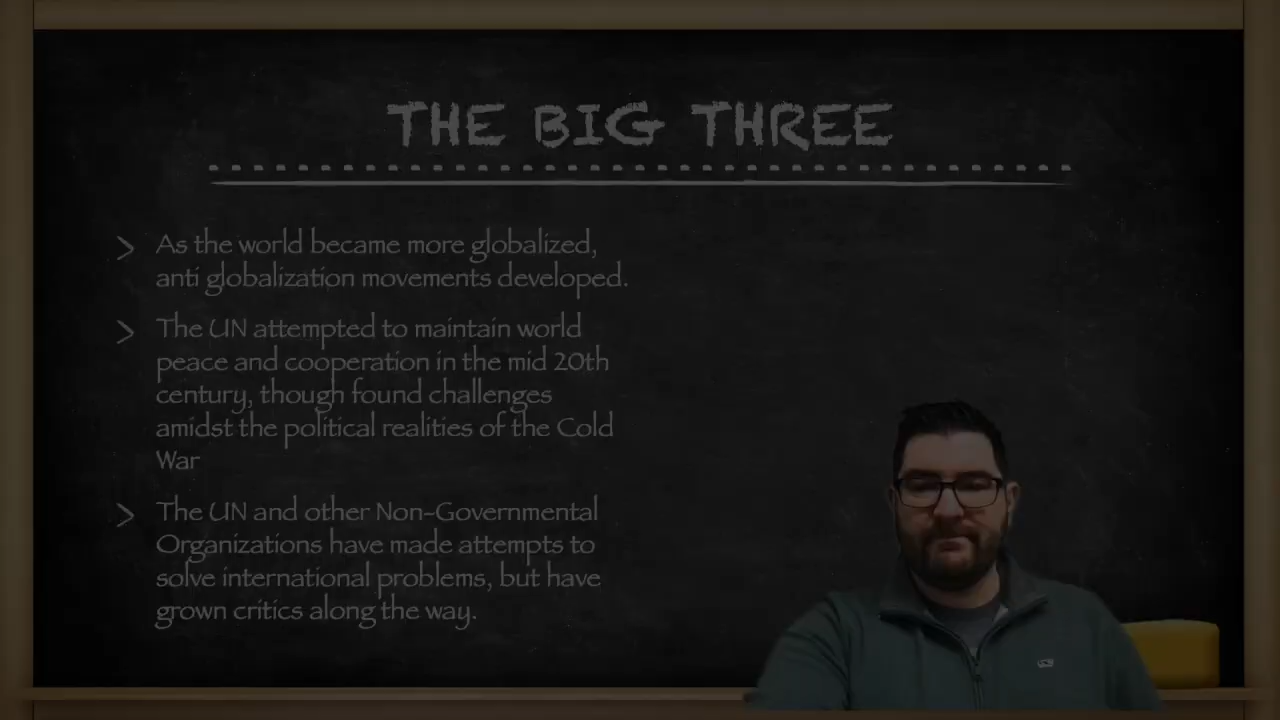 THE BIG THREE
As the world became more globalized,
anti globalization movements developed.
The UN attempted to maintain world
peace and cooperation in the mid 20th
century, though found challenges
amidst the political realities of the Cold
War
The UN and other Non-Governmental
Organizations have made attempts to
solve international problems, but have
grown critics along the way.